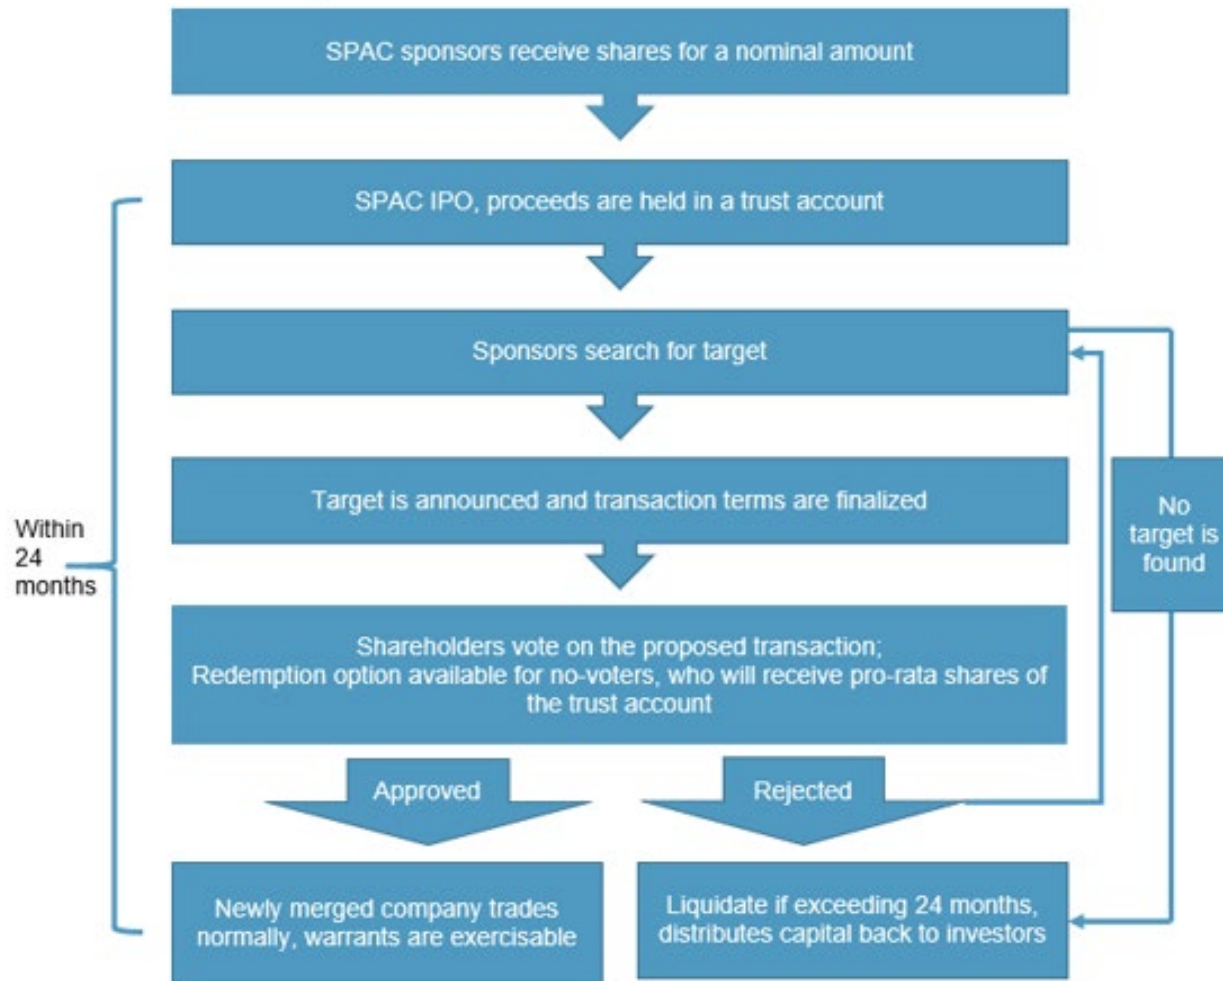 SPAC sponsors receive shares for a nominal amount
SPAC IPO, proceeds are held in a trust account
Sponsors search for target
Target is announced and transaction terms are finalized
Within
24
months
No
target is
found
Shareholders vote on the proposed transaction;
Redemption option available for no-voters, who will receive pro-rata shares of
the trust account
Approved
Rejected
Newly merged company trades
normally, warrants are exercisable
Liquidate if exceeding 24 months,
distributes capital back to investors